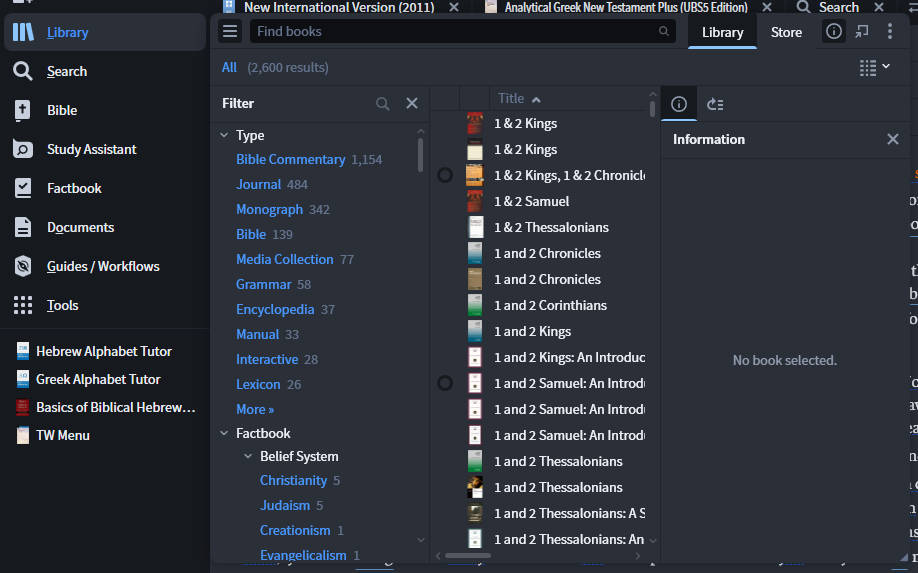 New International Version (2011)
Analytical Greek New Testament Plus (UBS5 Edition)
Search
Library
Search
Bible
Study Assistant
Factbook
Documents
Guides / Workflows
Tools
Hebrew Alphabet Tutor
Greek Alphabet Tutor
Basics of Biblical Hebrew…
TW Menu
Find books
Library
Store
All (2,600 results)
Filter
Type
Bible Commentary 1,154
Journal 484
Monograph 342
Bible 139
Media Collection 77
Grammar 58
Encyclopedia 37
Manual 33
Interactive 28
Lexicon 26
More »
Factbook
Belief System
Christianity 5
Judaism 5
Creationism 1
Evangelicalism 1
Title
1 & 2 Kings
1 & 2 Kings
1 & 2 Kings, 1 & 2 Chronicl
1 & 2 Samuel
1 & 2 Thessalonians
1 and 2 Chronicles
1 and 2 Chronicles
1 and 2 Corinthians
1 and 2 Kings
1 and 2 Kings: An Introduc
1 and 2 Samuel: An Introd
1 and 2 Samuel: An Introd
1 and 2 Samuel: An Introd
1 and 2 Thessalonians
1 and 2 Thessalonians
1 and 2 Thessalonians: A S
1 and 2 Thessalonians: An
Information
No book selected.